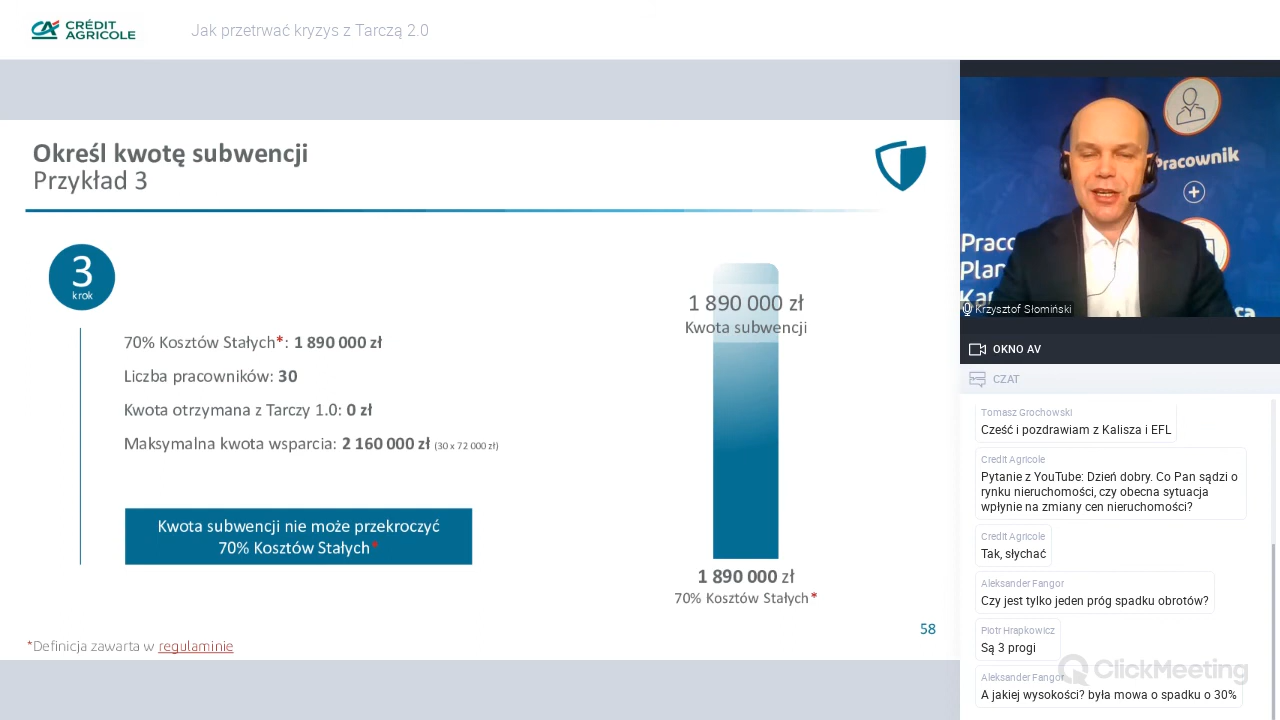 CRÉDIT
AGRICOLE
Jak przetrwać kryzys z Tarczą 2.0
Określ kwotę subwencji
Przykład 3
3
krok
70% Kosztów Stałych*: 1 890 000 zł
Liczba pracowników: 30
Kwota otrzymana z Tarczy 1.0: 0 zł
Maksymalna kwota wsparcia: 2 160 000 zł (30 x 72 000 zł)
Kwota subwencji nie może przekroczyć
70% Kosztów Stałych*
1 890 000 zł
Kwota subwencji
1 890 000 zł
70% Kosztów Stałych*
58
*Definicja zawarta w regulaminie
Pracownik
Praco
Plan
Ka
Krzysztof Słomiński
OKNO AV
CZAT
Tomasz Grochowski
Cześć i pozdrawiam z Kalisza i EFL
Credit Agricole
Pytanie z YouTube: Dzień dobry. Co Pan sądzi o
rynku nieruchomości, czy obecna sytuacja
wpłynie na zmiany cen nieruchomości?
Credit Agricole
Tak, słychać
Aleksander Fangor
Czy jest tylko jeden próg spadku obrotów?
Piotr Hrapkowicz
Są 3 progi
ClickMeeting
Aleksander Fangor
A jakiej wysokości? była mowa o spadku o 30%